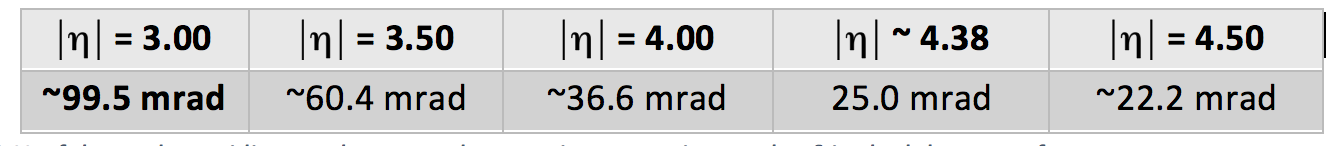 |η| = 3.00 |η| = 3.50 |η| = 4.00 |η| ~ 4.38 |η| = 4.50
~99.5 mrad ~60.4 mrad ~36.6 mrad 25.0 mrad ~22.2 mrad